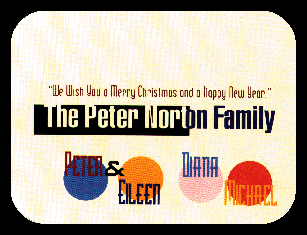 "We Wish You a Merry Christmas and a Happy New Year."
The Peter Norton Family
PETER & EILEEN DIANA MICHAEL